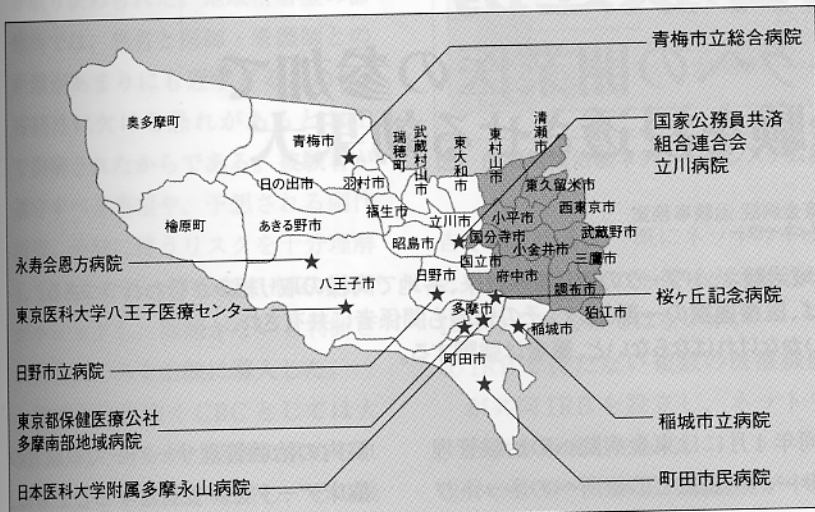 青梅市立総合病院
国家公務員共済
組合連合会
立川病院
桜ヶ丘記念病院
稲城市立病院
町田市民病院
永寿会恩方病院
東京医科大学八王子医療センター
日野市立病院
東京都保健医療公社
多摩南部地域病院
日本医科大学附属多摩永山病院
奥多摩町
青梅市
瑞穂町
武蔵村山市
東大和市
東村山市
清瀬市
日の出市
羽村市
東久留米市
檜原町
あきる野市
福生市
立川市
小平市
西東京市
昭島市
国分寺市
小金井市
武蔵野市
八王子市
日野市
国立市
府中市
三鷹市
調布市
多摩市
稲城市
狛江市
町田市